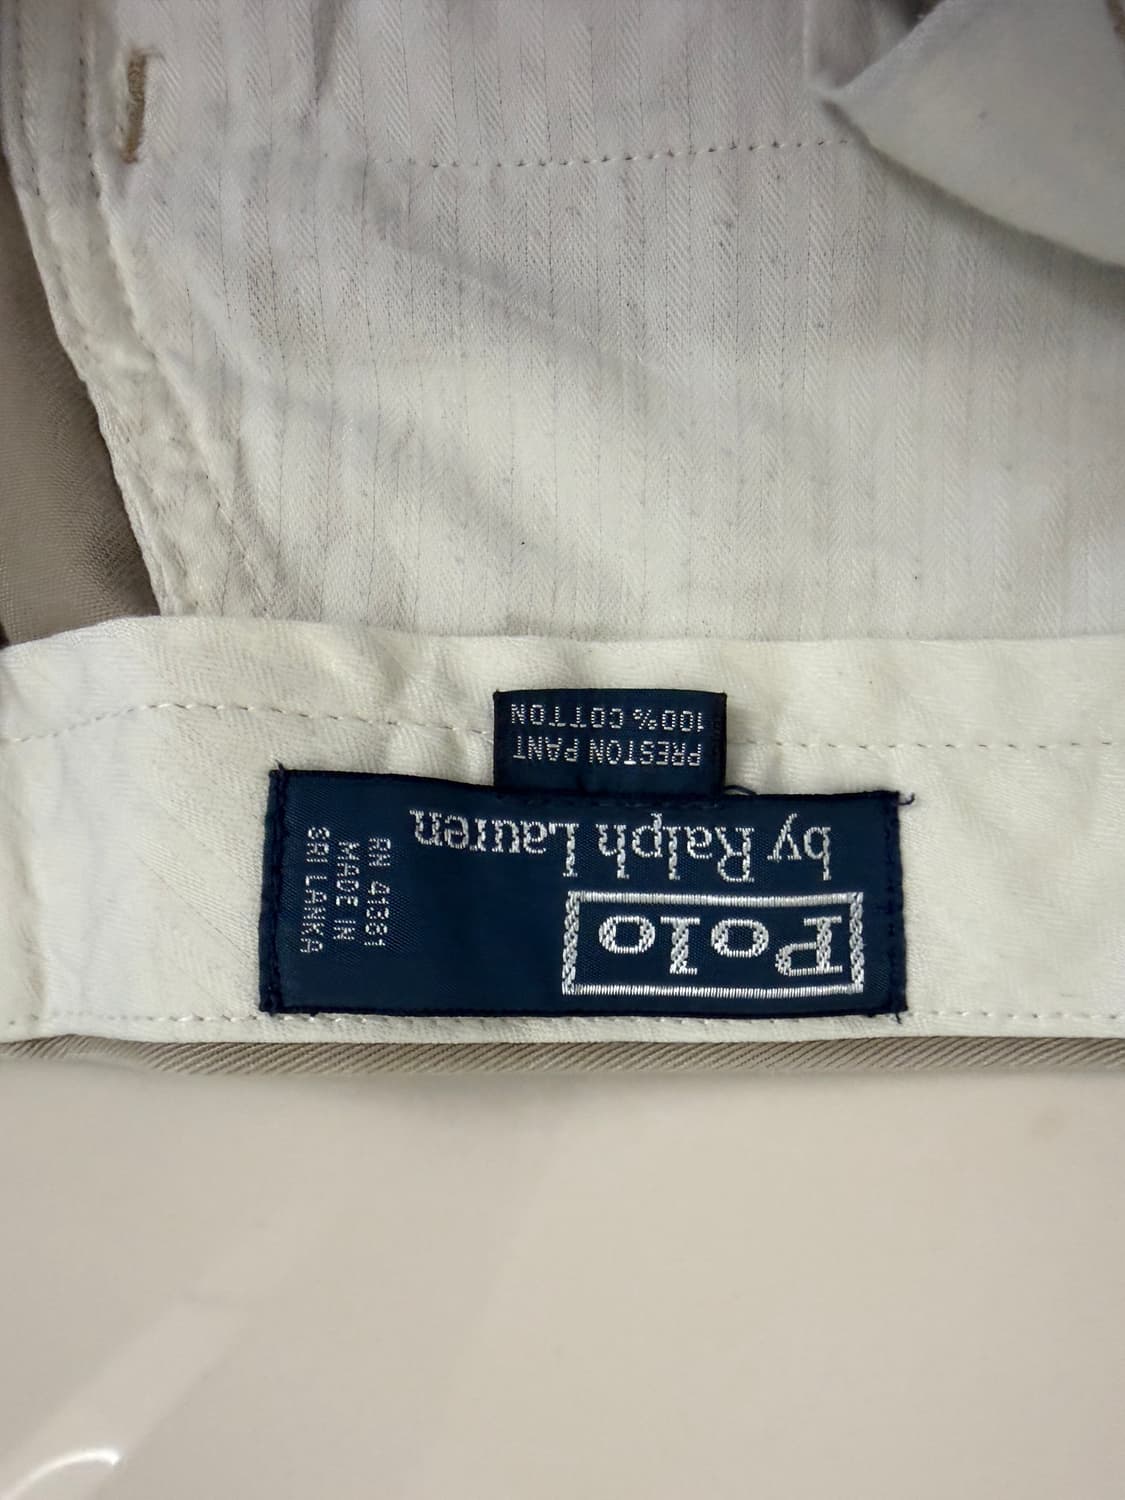 Polo
by Ralph Lauren
PRESTON PANT
100% COTTON
RN 41381
MADE IN
SRI LANKA